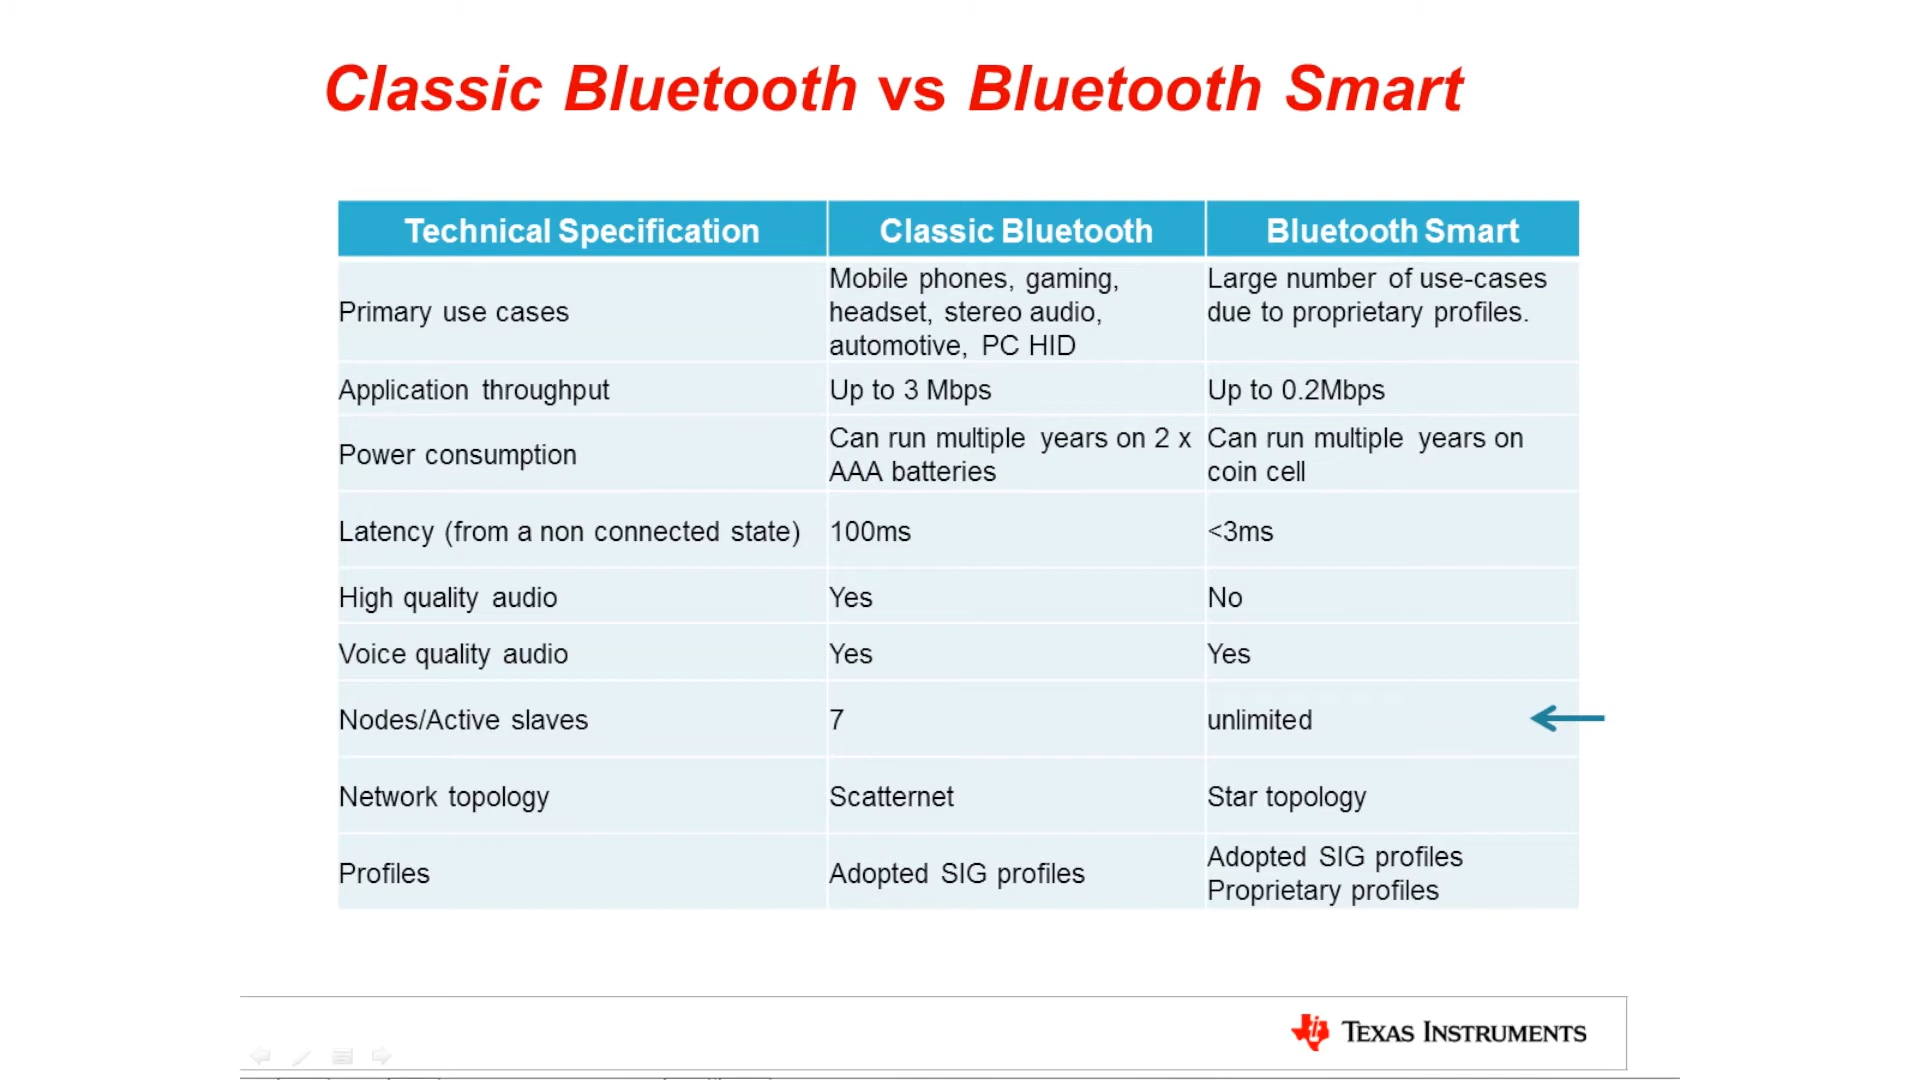 Classic Bluetooth vs Bluetooth Smart
Technical Specification Classic Bluetooth Bluetooth Smart
Primary use cases
Mobile phones, gaming,
headset, stereo audio,
automotive, PC HID
Large number of use-cases
due to proprietary profiles.
Application throughput Up to 3 Mbps Up to 0.2Mbps
Power consumption
Can run multiple years on 2 x
AAA batteries
Can run multiple years on
coin cell
Latency (from a non connected state) 100ms <3ms
High quality audio Yes No
Voice quality audio Yes Yes
Nodes/Active slaves 7 unlimited
Network topology Scatternet Star topology
Profiles Adopted SIG profiles
Adopted SIG profiles
Proprietary profiles
TEXAS INSTRUMENTS